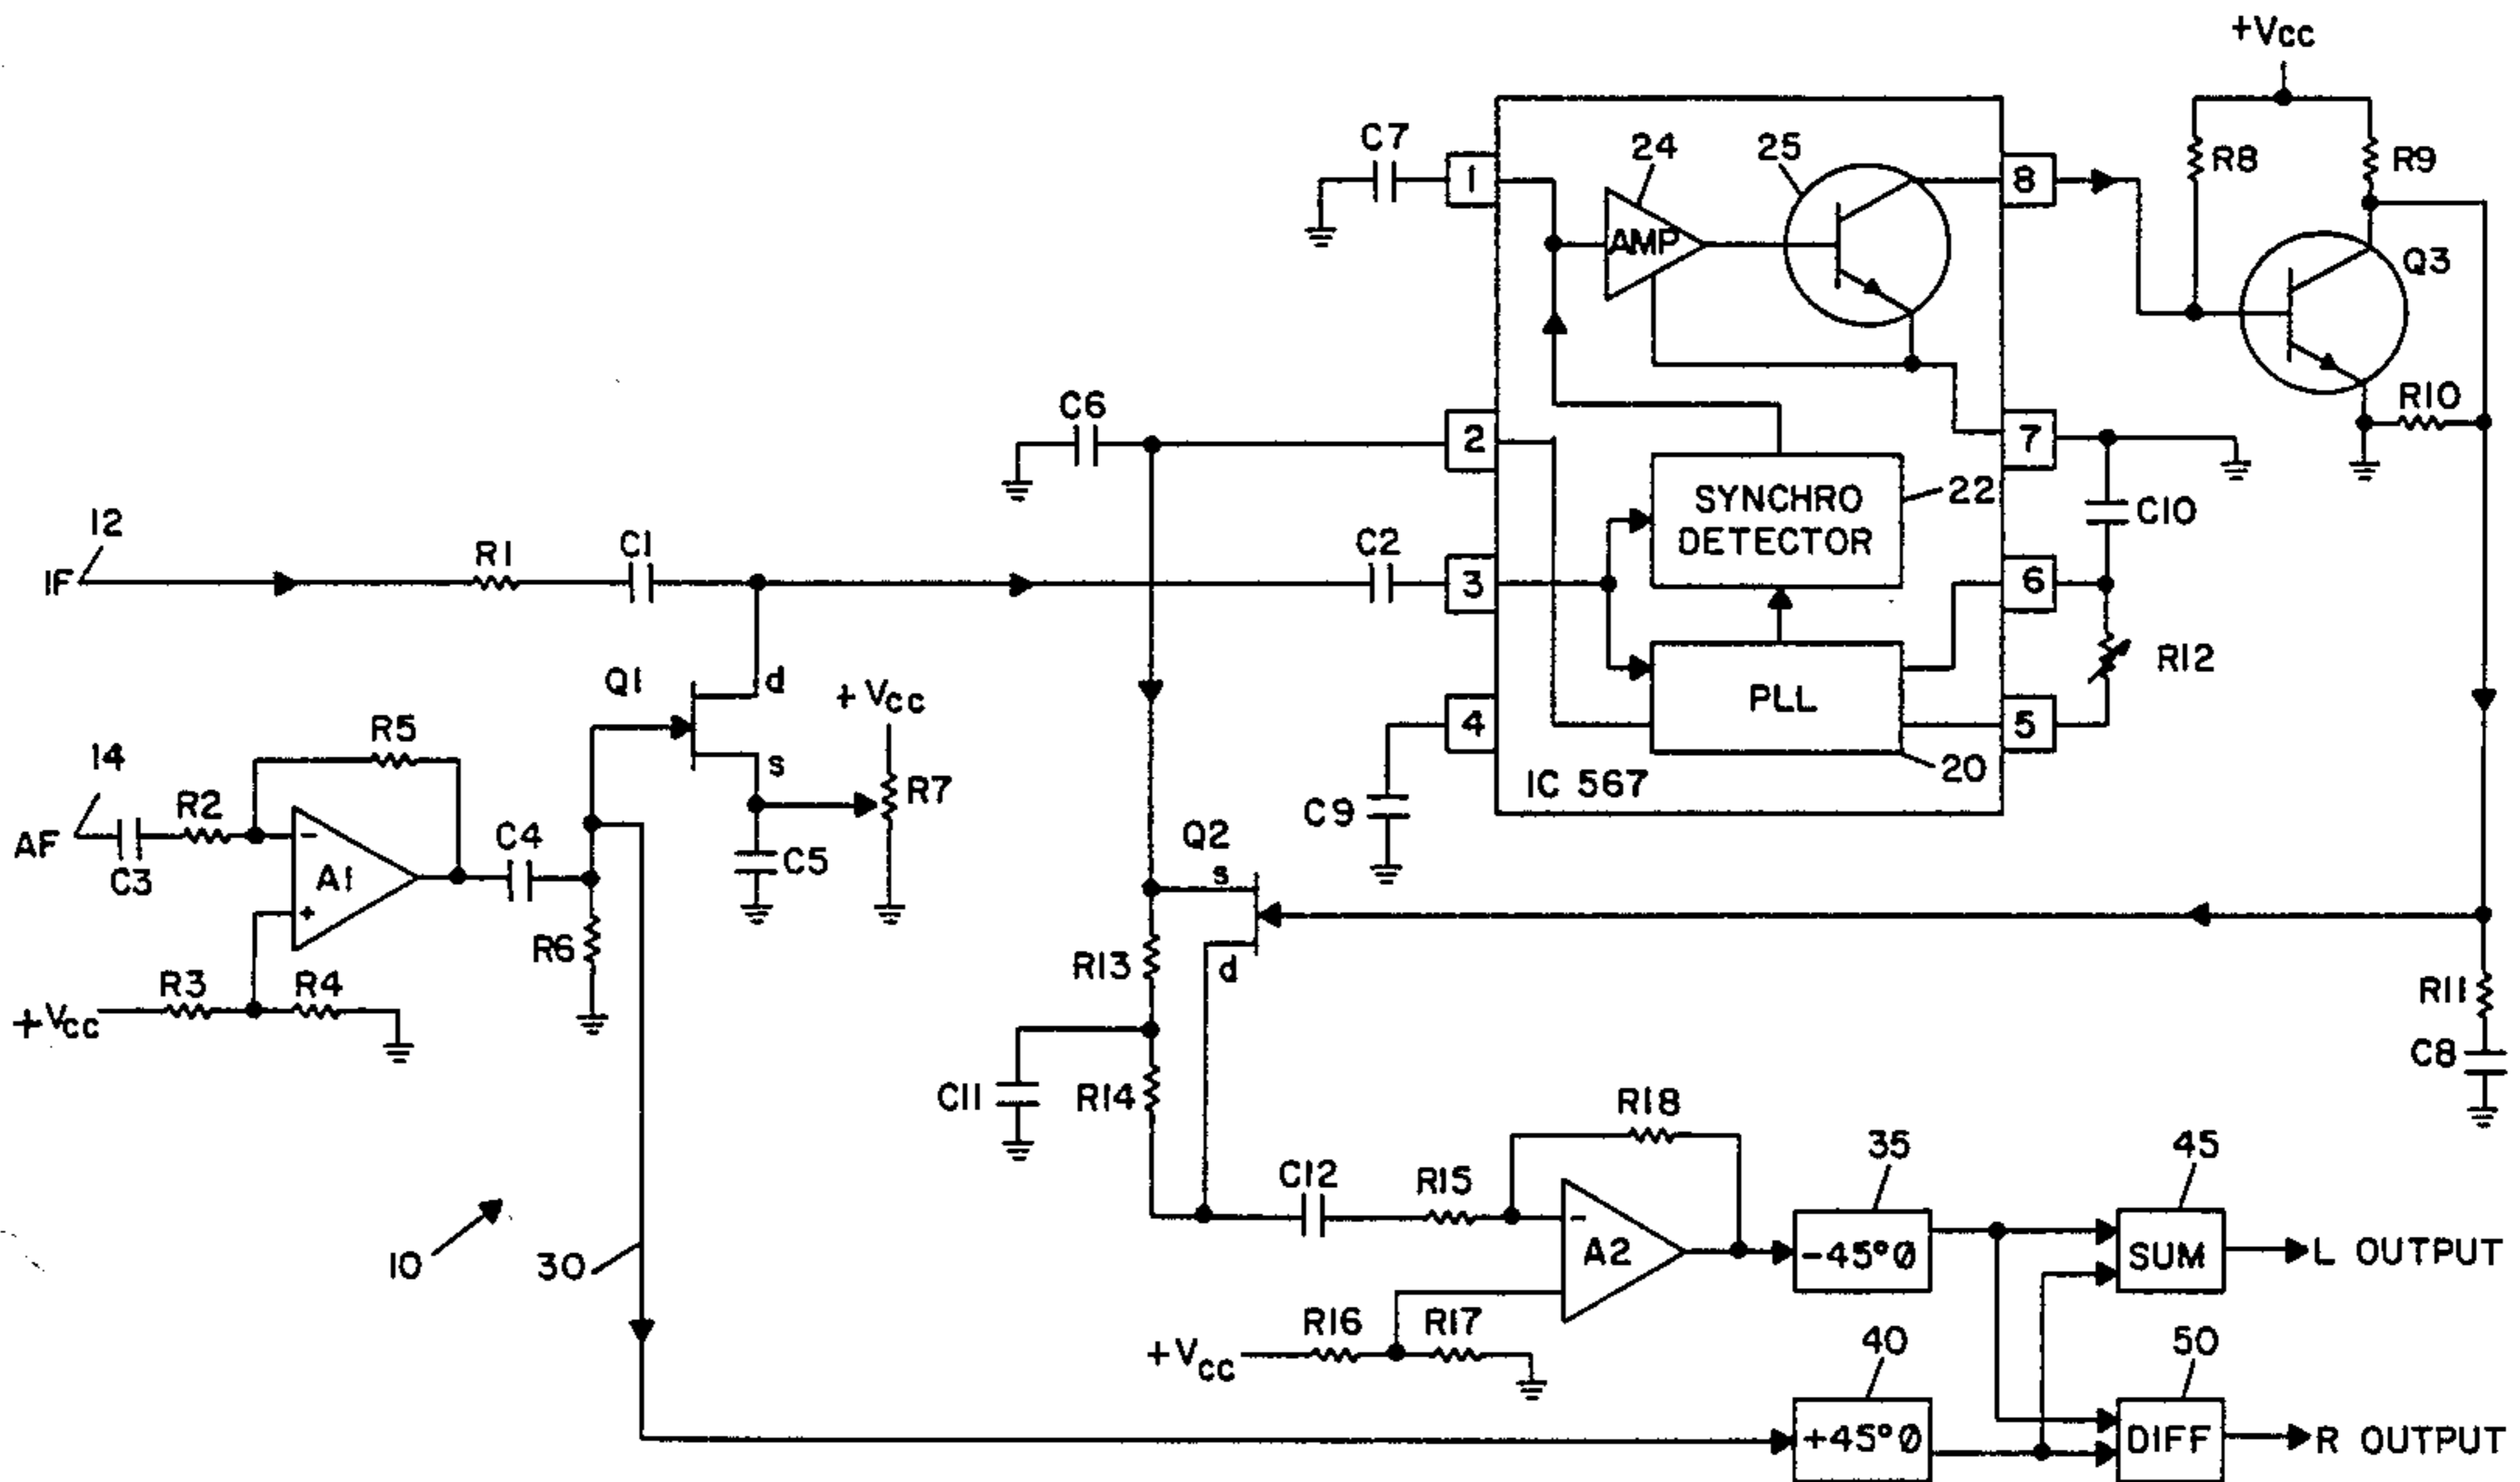 +Vcc
C7
1
24
25
8
R8
R9
AMP
Q3
C6
R10
2
7
12
SYNCHRO
DETECTOR
22
C10
IF
R1
C1
C2
3
6
R12
Q1
d
+Vcc
PLL
4
5
14
R5
s
R7
IC 567
20
R2
C9
AF
C3
-
A1
C4
C5
Q2
s
+
R6
R13
d
R3
R4
R11
+Vcc
C8
C11
R14
R18
35
45
C12
R15
-
A2
-45°Ø
SUM
L OUTPUT
10
30
R16
R17
40
50
+Vcc
+45°Ø
DIFF
R OUTPUT